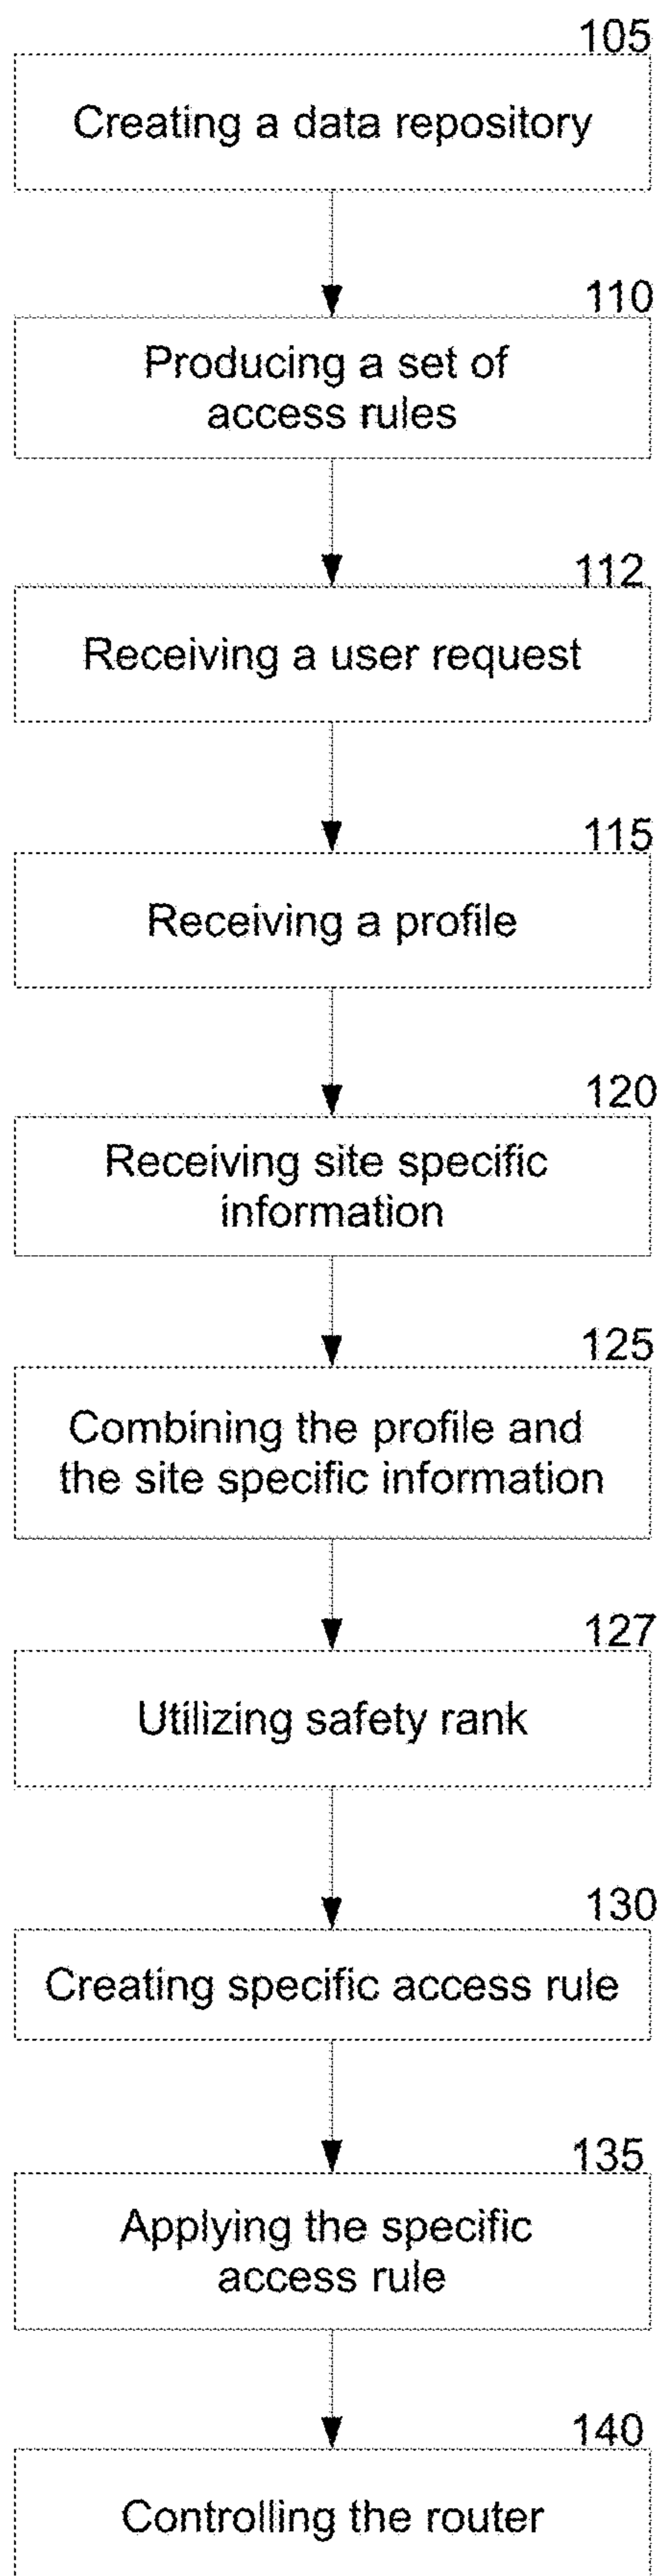 105
Creating a data repository
110
Producing a set of
access rules
112
Receiving a user request
115
Receiving a profile
120
Receiving site specific
information
125
Combining the profile and
the site specific information
127
Utilizing safety rank
130
Creating specific access rule
135
Applying the specific
access rule
140
Controlling the router